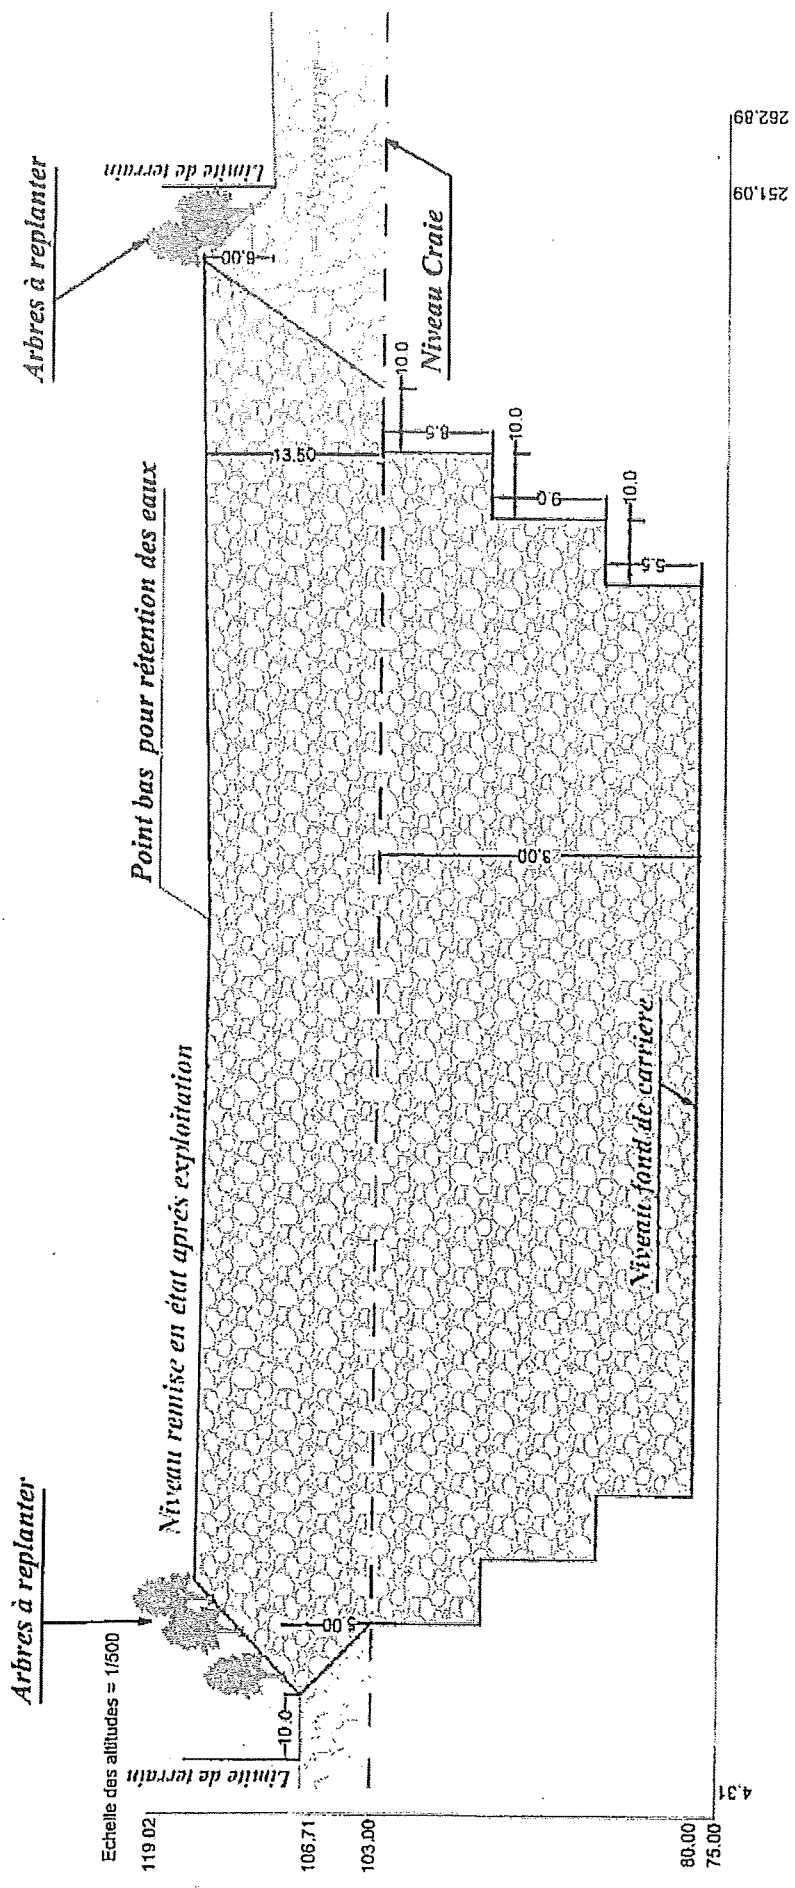 Arbres à replanter
Arbres à replanter
Point bas pour rétention des eaux
Niveau remise en état aprés exploitation
Limite de terrain
Limite de terrain
Niveau Craie
Niveau fond de carriere
Echelle des altitudes = 1/500
119.02
106.71
103.00
80.00
75.00
4.31
251.09
262.89
10.0
5.00
13.50
6.00
8.5
10.0
9.0
10.0
5.5
10.0
3.00